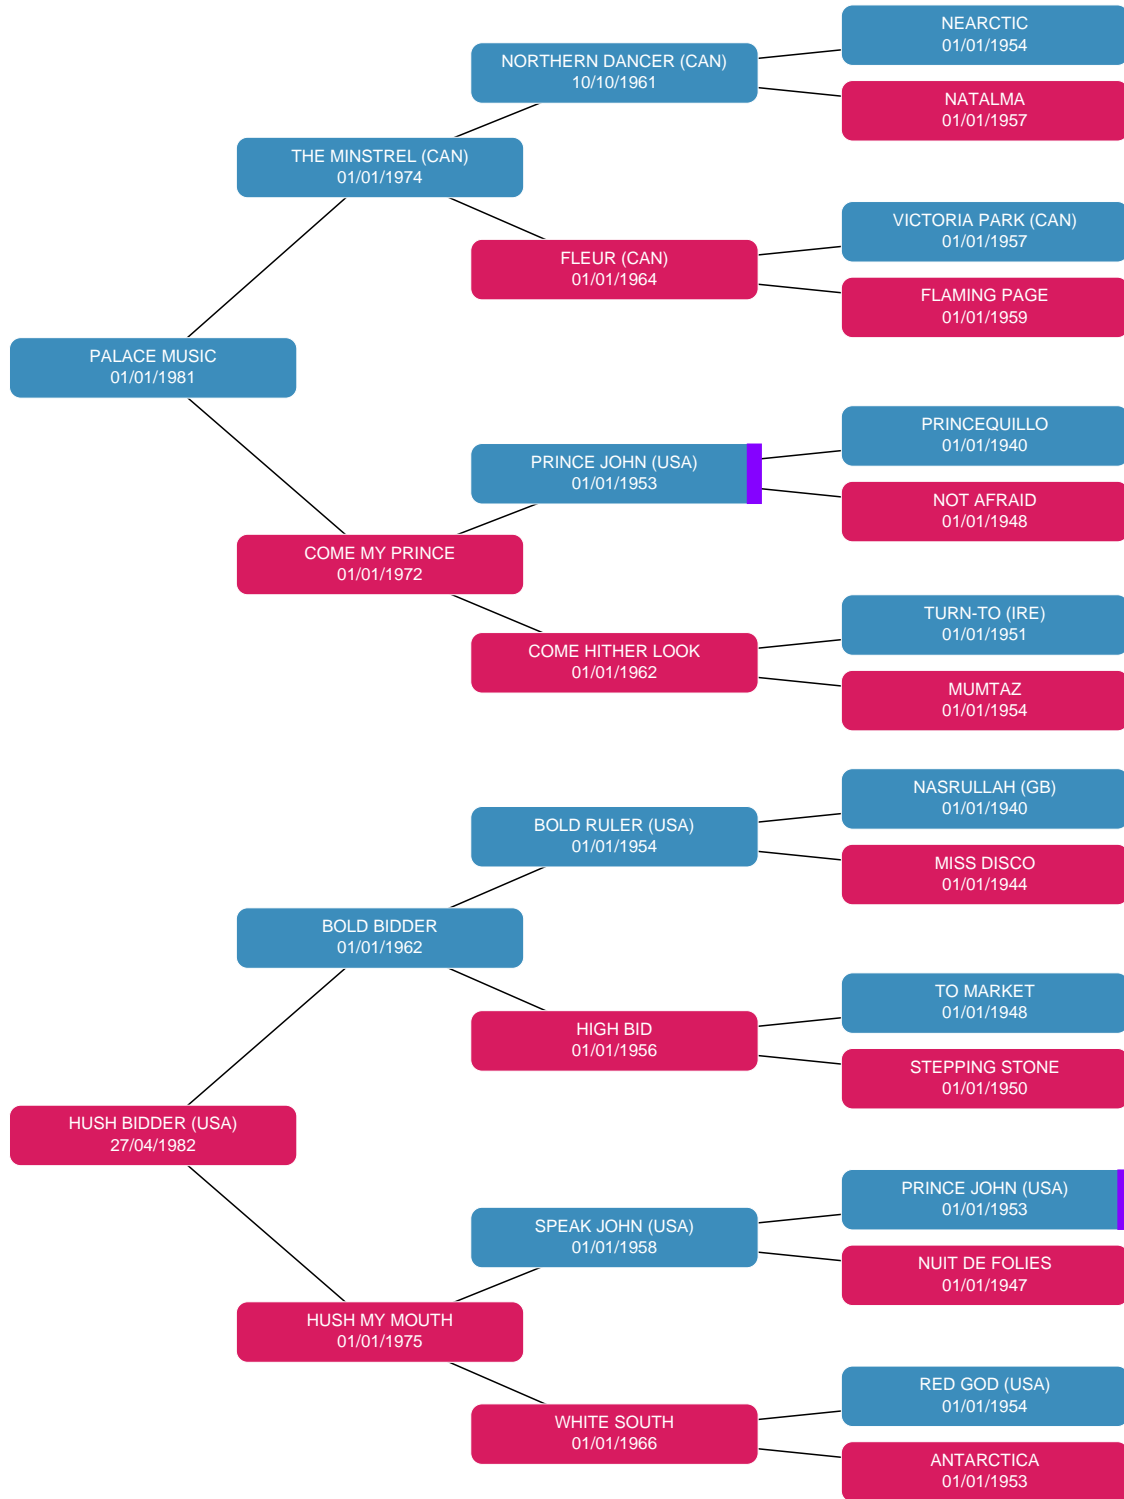 NEARCTIC
01/01/1954
NORTHERN DANCER (CAN)
10/10/1961
NATALMA
01/01/1957
THE MINSTREL (CAN)
01/01/1974
VICTORIA PARK (CAN)
01/01/1957
FLEUR (CAN)
01/01/1964
FLAMING PAGE
01/01/1959
PALACE MUSIC
01/01/1981
PRINCEQUILLO
01/01/1940
PRINCE JOHN (USA)
01/01/1953
NOT AFRAID
01/01/1948
COME MY PRINCE
01/01/1972
TURN-TO (IRE)
01/01/1951
COME HITHER LOOK
01/01/1962
MUMTAZ
01/01/1954
NASRULLAH (GB)
01/01/1940
BOLD RULER (USA)
01/01/1954
MISS DISCO
01/01/1944
BOLD BIDDER
01/01/1962
TO MARKET
01/01/1948
HIGH BID
01/01/1956
STEPPING STONE
01/01/1950
HUSH BIDDER (USA)
27/04/1982
PRINCE JOHN (USA)
01/01/1953
SPEAK JOHN (USA)
01/01/1958
NUIT DE FOLIES
01/01/1947
HUSH MY MOUTH
01/01/1975
RED GOD (USA)
01/01/1954
WHITE SOUTH
01/01/1966
ANTARCTICA
01/01/1953